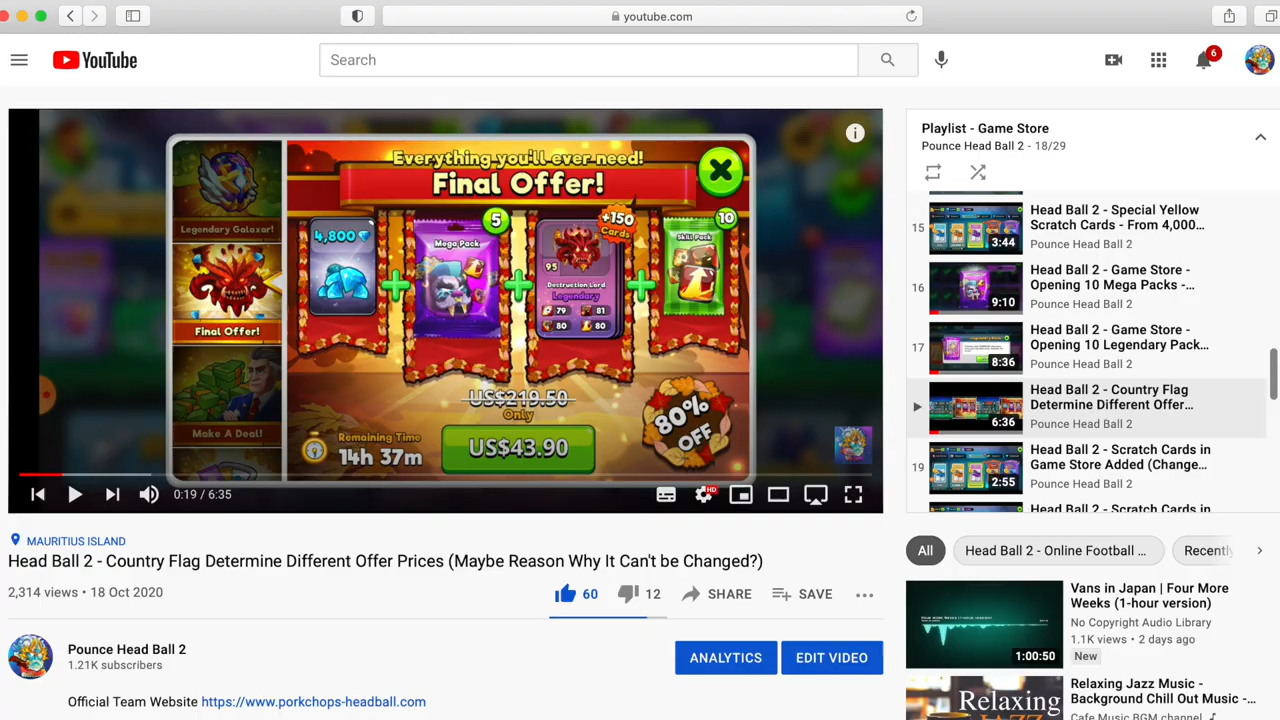 youtube.com
YouTube
Search
6
Everything you'll ever need!
Final Offer!
Legendary Galoxar!
Final Offer!
Make A Deal!
4,800
Mega Pack
5
+150
Cards
95
Destruction Lord
Legendary
79 81
80 80
Skill Pack
10
US$219.50
Only
US$43.90
80%
OFF
Remaining Time
14h 37m
0:19 / 6:35
HD
MAURITIUS ISLAND
Head Ball 2 - Country Flag Determine Different Offer Prices (Maybe Reason Why It Can't be Changed?)
2,314 views • 18 Oct 2020
60
12
SHARE
SAVE
Pounce Head Ball 2
1.21K subscribers
ANALYTICS
EDIT VIDEO
Official Team Website https://www.porkchops-headball.com
Playlist - Game Store
Pounce Head Ball 2 - 18/29
15
3:44
Head Ball 2 - Special Yellow
Scratch Cards - From 4,000...
Pounce Head Ball 2
16
9:10
Head Ball 2 - Game Store -
Opening 10 Mega Packs -...
Pounce Head Ball 2
17
8:36
Head Ball 2 - Game Store -
Opening 10 Legendary Pack...
Pounce Head Ball 2
6:36
Head Ball 2 - Country Flag
Determine Different Offer...
Pounce Head Ball 2
19
2:55
Head Ball 2 - Scratch Cards in
Game Store Added (Change...
Pounce Head Ball 2
Head Ball 2 - Scratch Cards in
All
Head Ball 2 - Online Football ...
Recently
1:00:50
Vans in Japan | Four More
Weeks (1-hour version)
No Copyright Audio Library
1.1K views • 2 days ago
New
Relaxing
JAZZ
Relaxing Jazz Music -
Background Chill Out Music -...
Cafe Music BGM channel